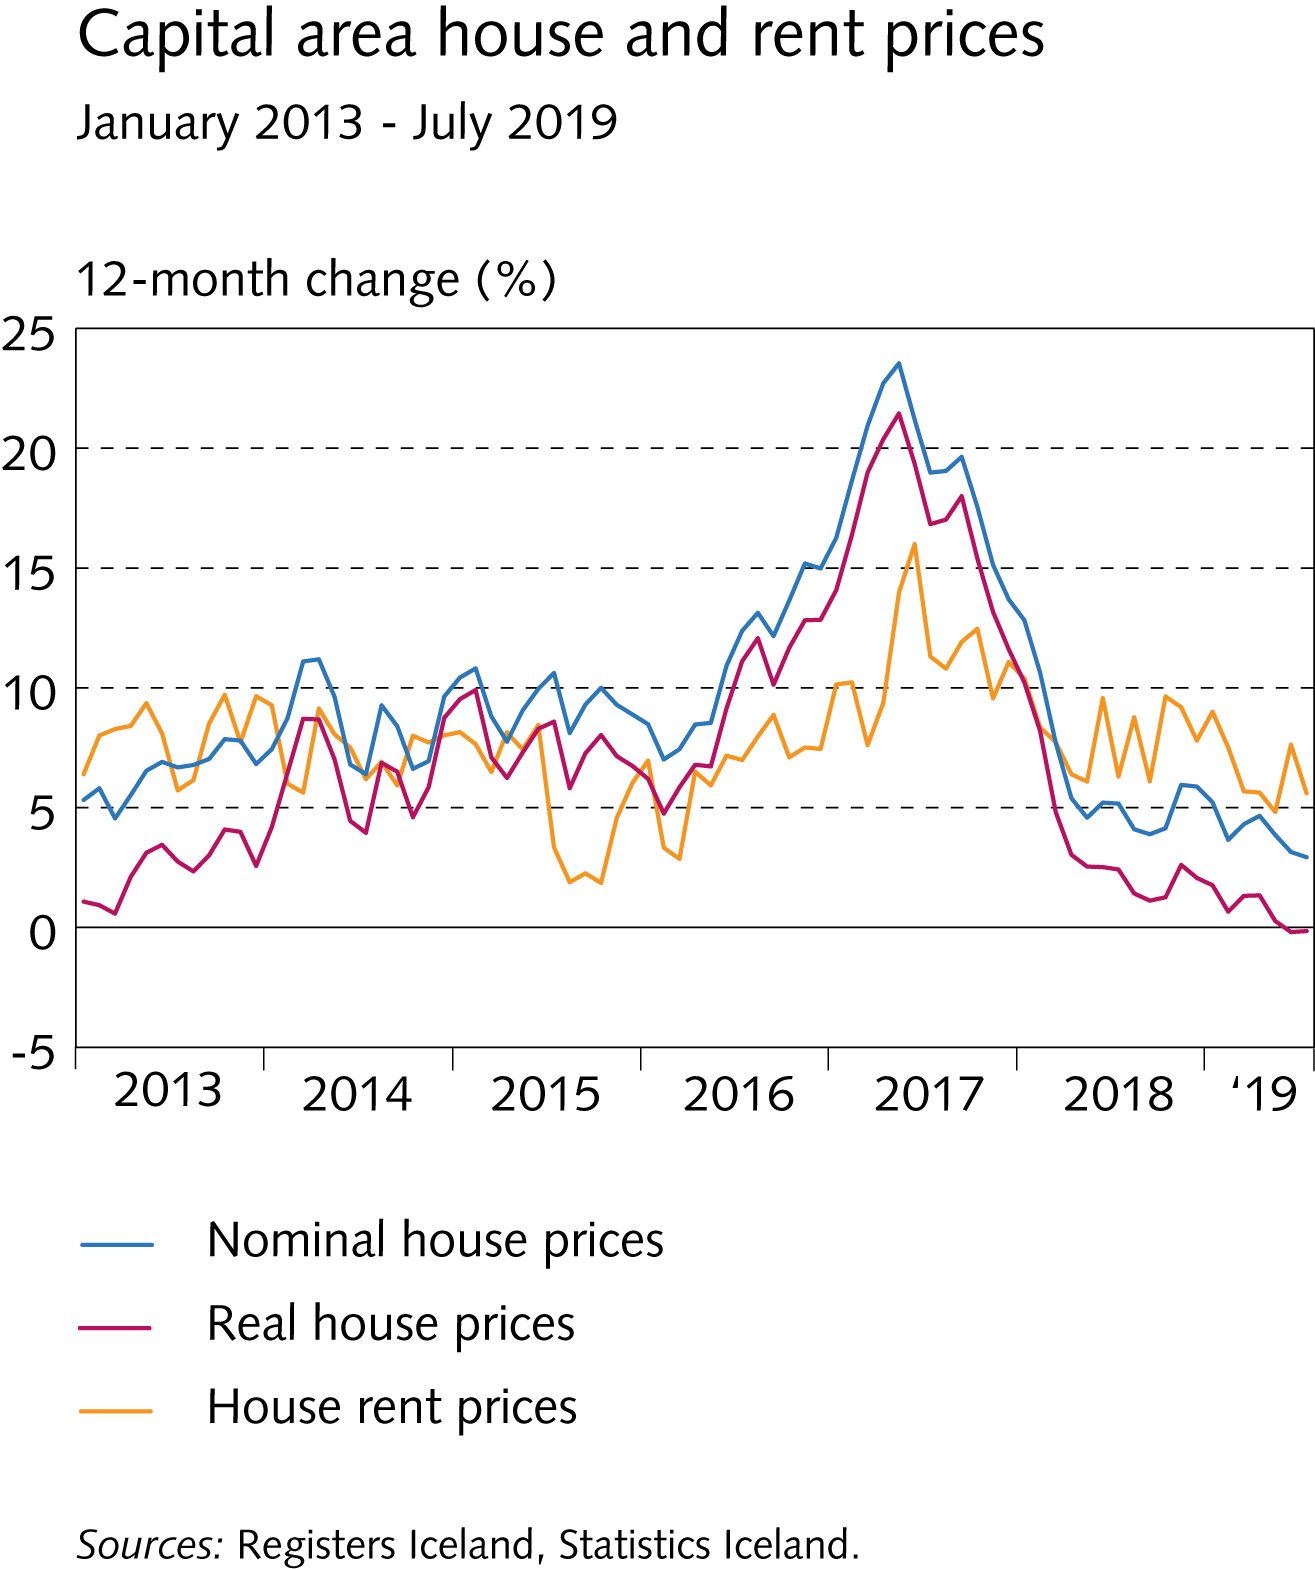 Capital area house and rent prices
January 2013 - July 2019
12-month change (%)
25
20
15
10
5
0
-5
2013 2014 2015 2016 2017 2018 ‘19
Nominal house prices
Real house prices
House rent prices
Sources: Registers Iceland, Statistics Iceland.